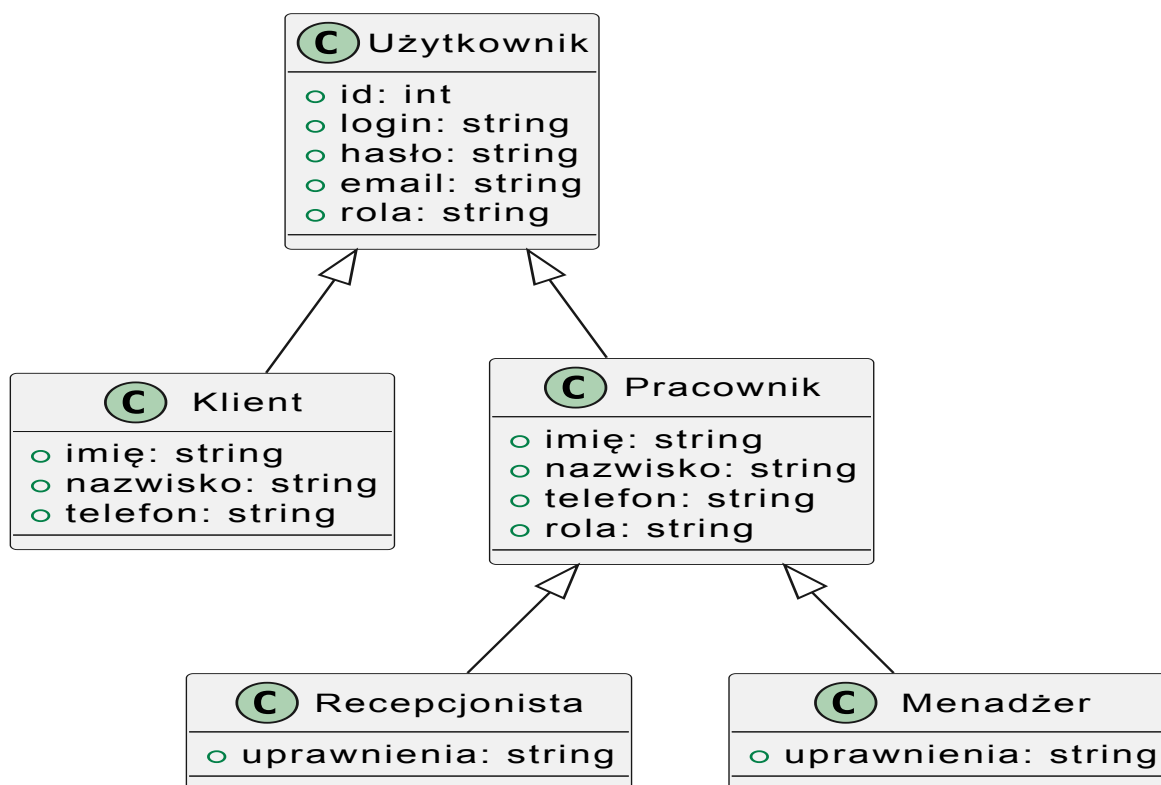 C Użytkownik
id: int
login: string
hasło: string
email: string
rola: string
C Klient
imię: string
nazwisko: string
telefon: string
C Pracownik
imię: string
nazwisko: string
telefon: string
rola: string
C Recepcjonista
uprawnienia: string
C Menadżer
uprawnienia: string